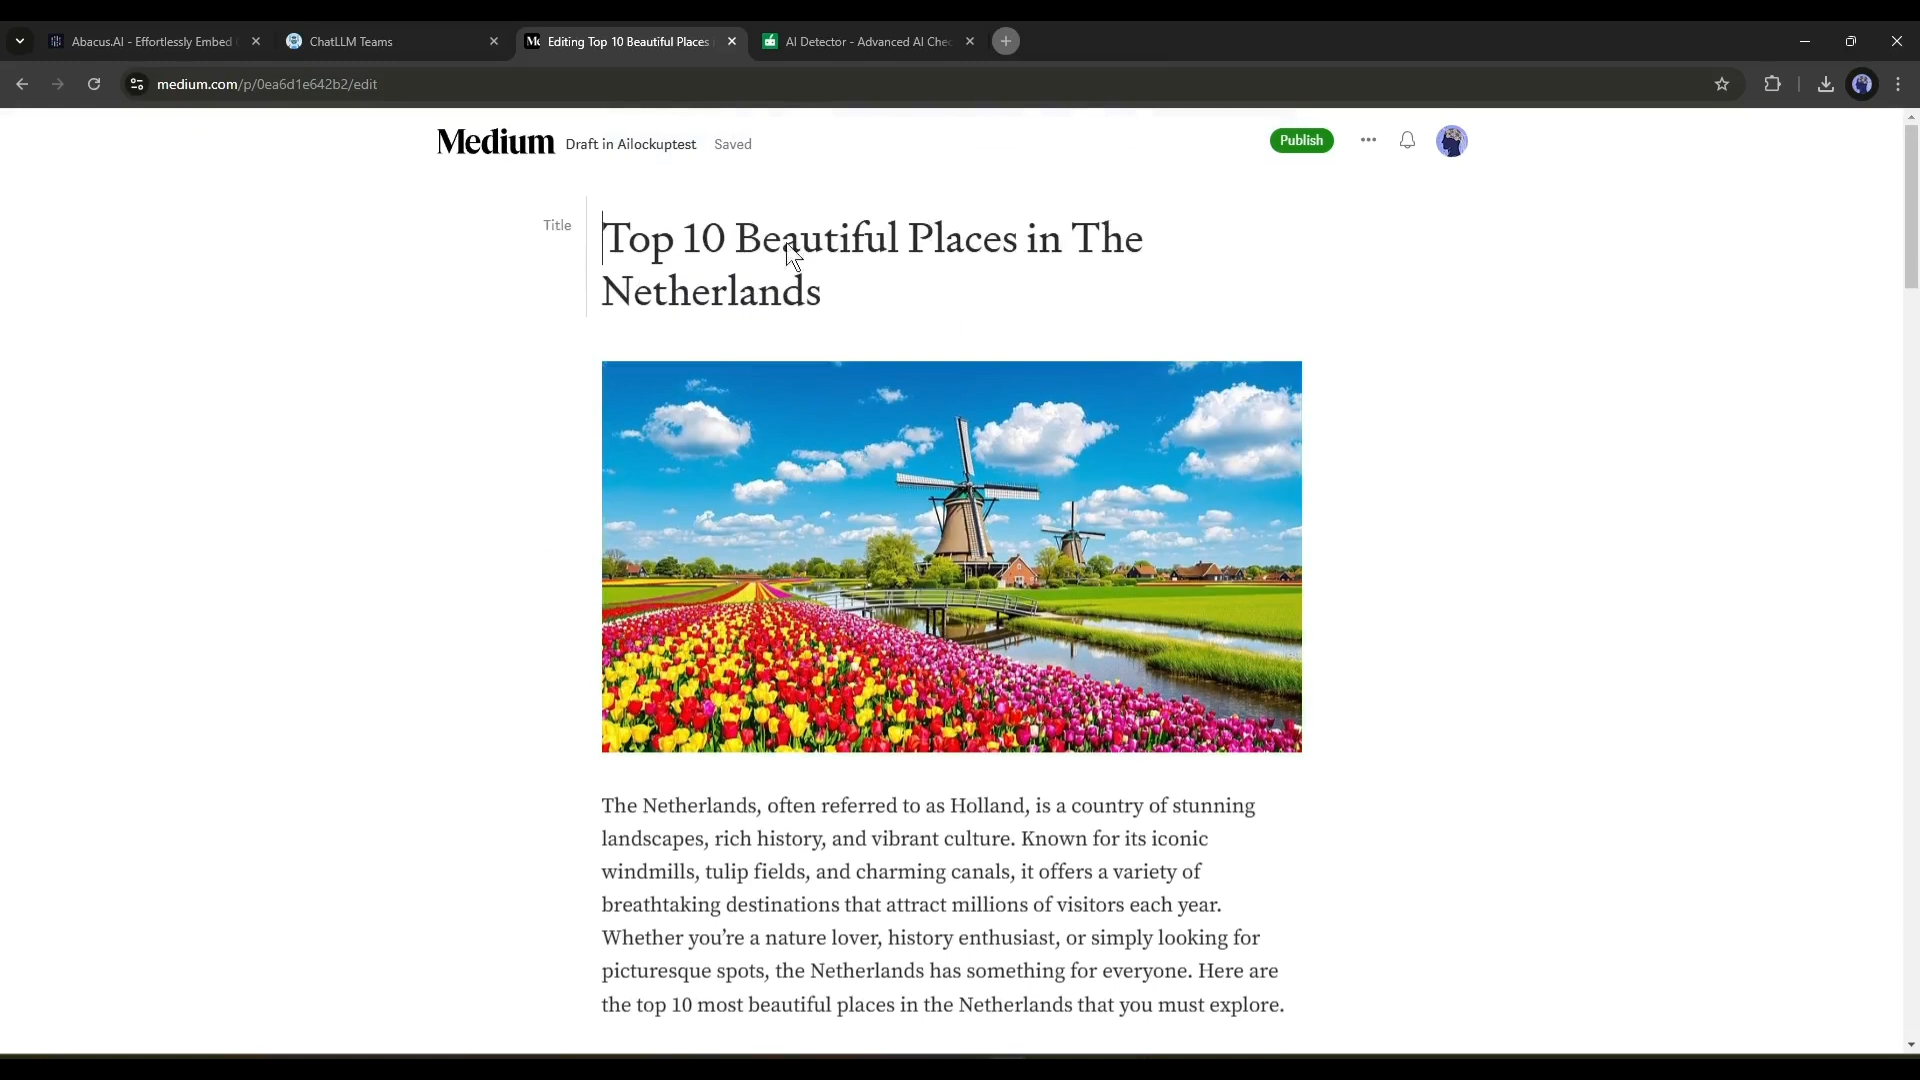 Abacus.AI - Effortlessly Embed
ChatLLM Teams
Editing Top 10 Beautiful Places
AI Detector - Advanced AI Chec
medium.com/p/0ea6d1e642b2/edit
Medium Draft in Ailockuptest Saved
Publish
Title
Top 10 Beautiful Places in The
Netherlands
The Netherlands, often referred to as Holland, is a country of stunning
landscapes, rich history, and vibrant culture. Known for its iconic
windmills, tulip fields, and charming canals, it offers a variety of
breathtaking destinations that attract millions of visitors each year.
Whether you’re a nature lover, history enthusiast, or simply looking for
picturesque spots, the Netherlands has something for everyone. Here are
the top 10 most beautiful places in the Netherlands that you must explore.